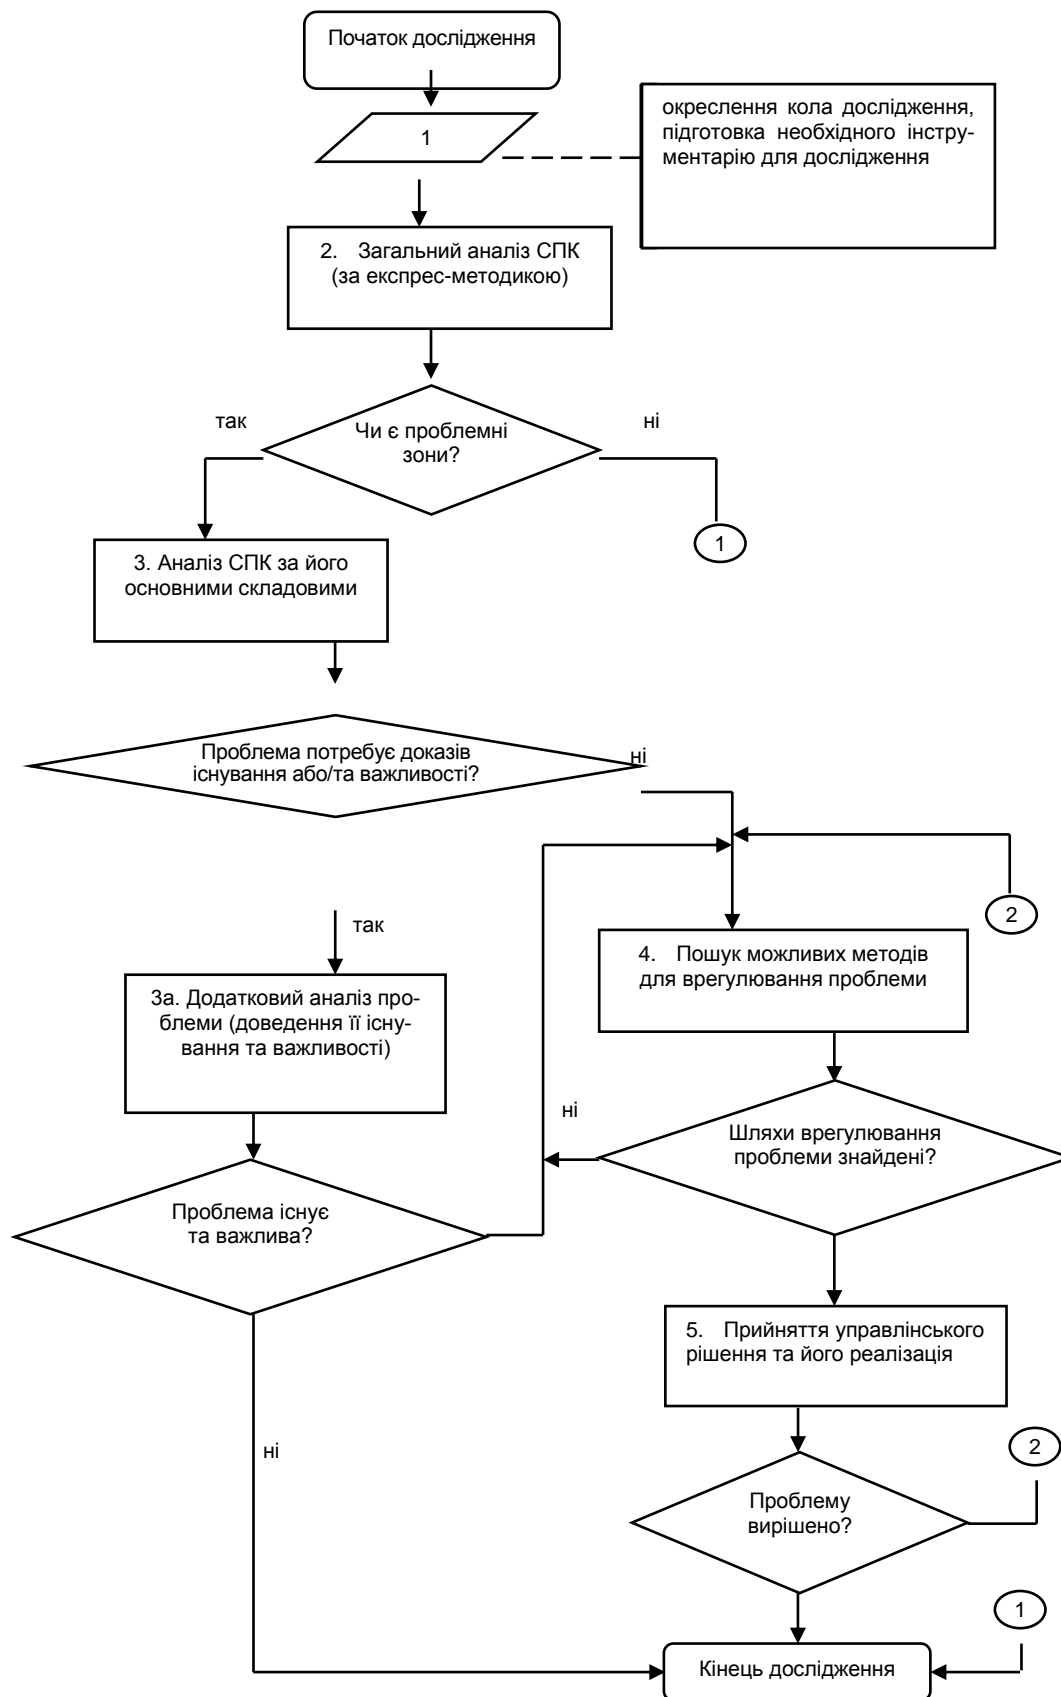 Початок дослідження
1
окреслення кола дослідження,
підготовка необхідного інстру-
ментарію для дослідження
2. Загальний аналіз СПК
(за експрес-методикою)
так
ні
Чи є проблемні
зони?
1
3. Аналіз СПК за його
основними складовими
Проблема потребує доказів
існування або/та важливості?
ні
2
так
4. Пошук можливих методів
для врегулювання проблеми
3а. Додатковий аналіз про-
блеми (доведення її існу-
вання та важливості)
ні
Шляхи врегулювання
проблеми знайдені?
Проблема існує
та важлива?
5. Прийняття управлінського
рішення та його реалізація
ні
2
Проблему
вирішено?
1
Кінець дослідження